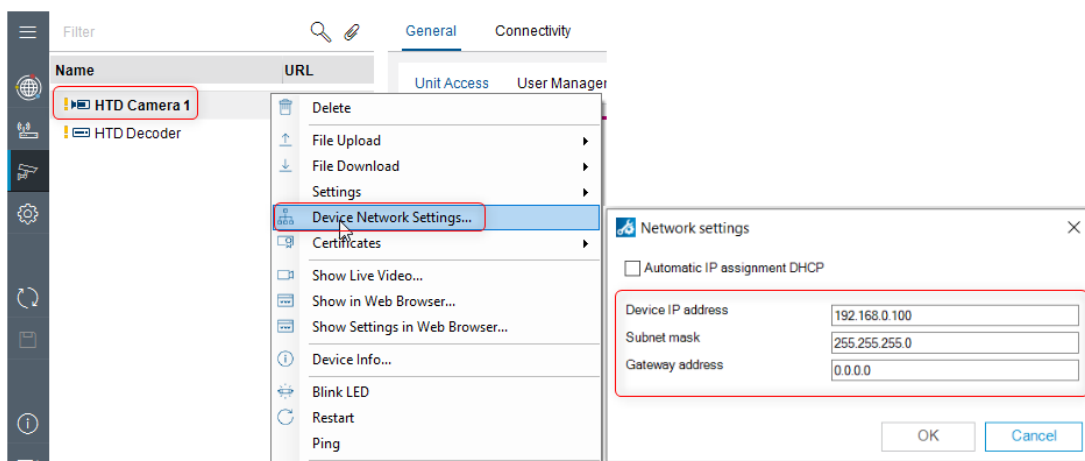 Filter
General
Connectivity
Name
URL
Unit Access
User Manager
HTD Camera 1
HTD Decoder
Delete
File Upload
File Download
Settings
Device Network Settings...
Certificates
Show Live Video...
Show in Web Browser...
Show Settings in Web Browser...
Device Info...
Blink LED
Restart
Ping
Network settings
Automatic IP assignment DHCP
Device IP address 192.168.0.100
Subnet mask 255.255.255.0
Gateway address 0.0.0.0
OK
Cancel